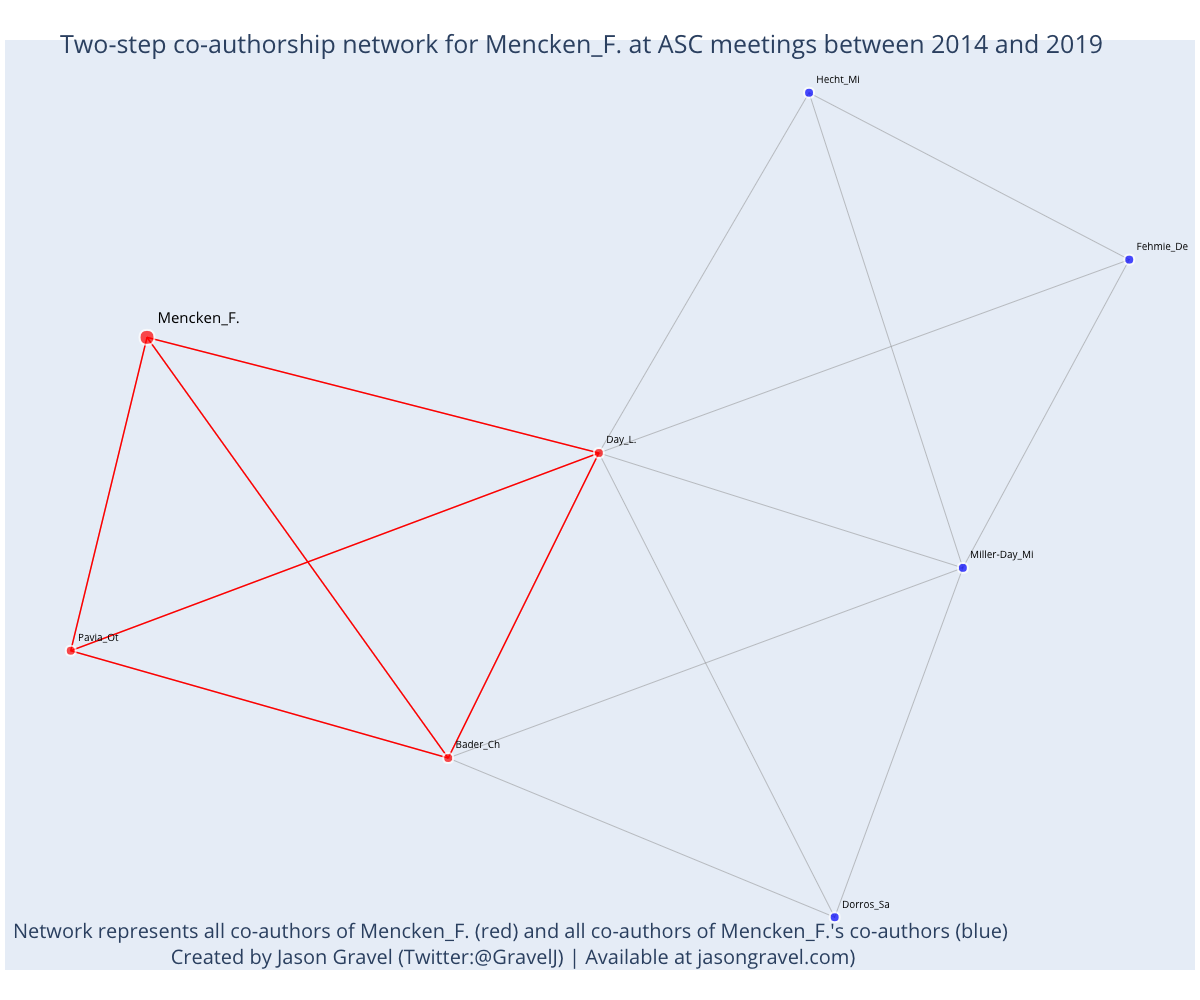 Two-step co-authorship network for Mencken_F. at ASC meetings between 2014 and 2019
Hecht_Mi
Fehmie_De
Mencken_F.
Day_L.
Miller-Day_Mi
Pavia_Ot
Bader_Ch
Dorros_Sa
Network represents all co-authors of Mencken_F. (red) and all co-authors of Mencken_F.'s co-authors (blue)
Created by Jason Gravel (Twitter:@GravelJ) | Available at jasongravel.com)